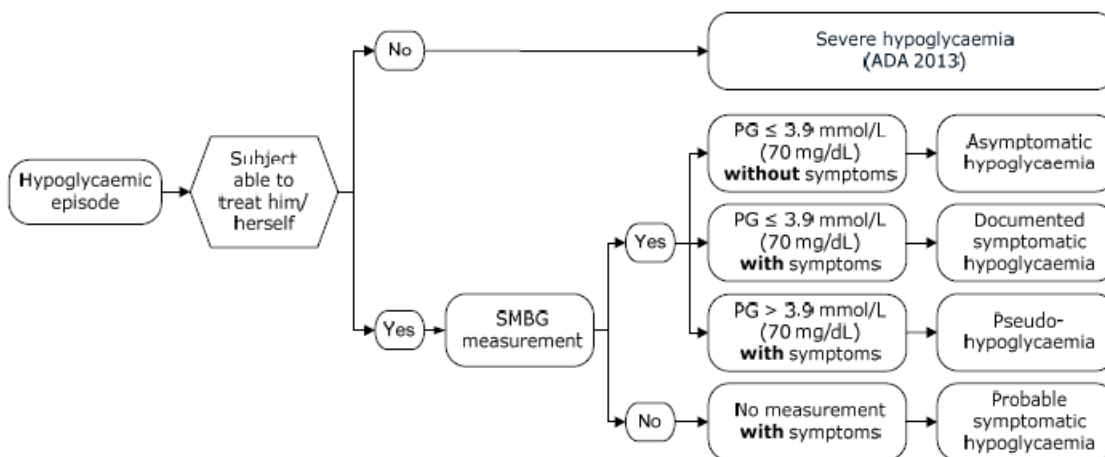 No
Severe hypoglycaemia
(ADA 2013)
Hypoglycaemic
episode
Subject
able to
treat him/
herself
Yes
SMBG
measurement
Yes
PG ≤ 3.9 mmol/L
(70 mg/dL)
without symptoms
Asymptomatic
hypoglycaemia
PG ≤ 3.9 mmol/L
(70 mg/dL)
with symptoms
Documented
symptomatic
hypoglycaemia
PG > 3.9 mmol/L
(70 mg/dL)
with symptoms
Pseudo-
hypoglycaemia
No
No measurement
with symptoms
Probable
symptomatic
hypoglycaemia